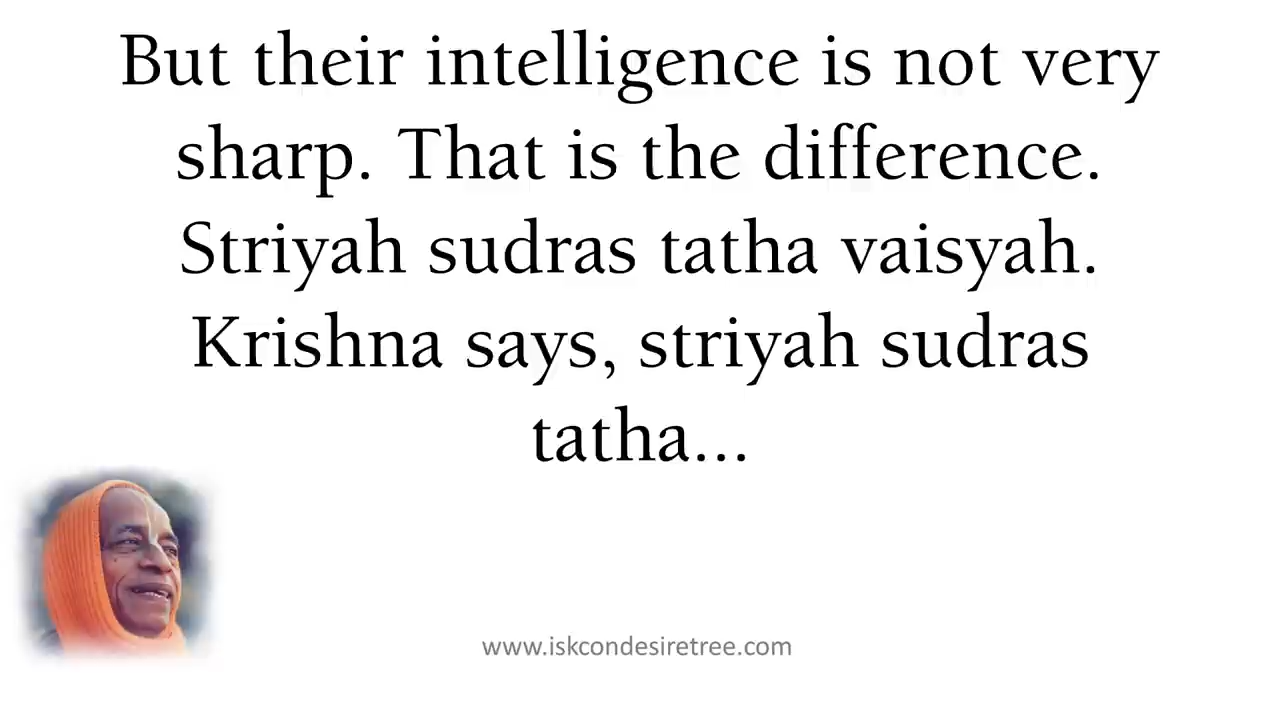 But their intelligence is not very
sharp. That is the difference.
Striyah sudras tatha vaisyah.
Krishna says, striyah sudras
tatha...
www.iskcondesiretree.com